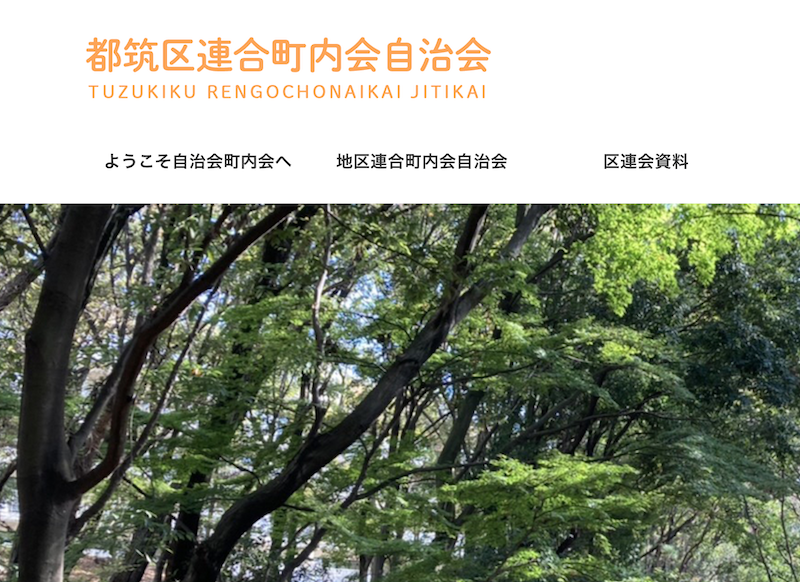 都筑区連合町内会自治会
TUZUKIKU RENGOCHONAIKAI JITIKAI
ようこそ自治会町内会へ 地区連合町内会自治会 区連会資料